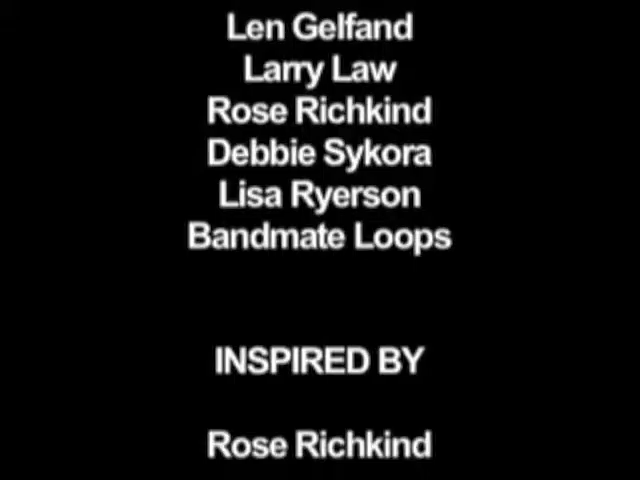 Len Gelfand
Larry Law
Rose Richkind
Debbie Sykora
Lisa Ryerson
Bandmate Loops
INSPIRED BY
Rose Richkind